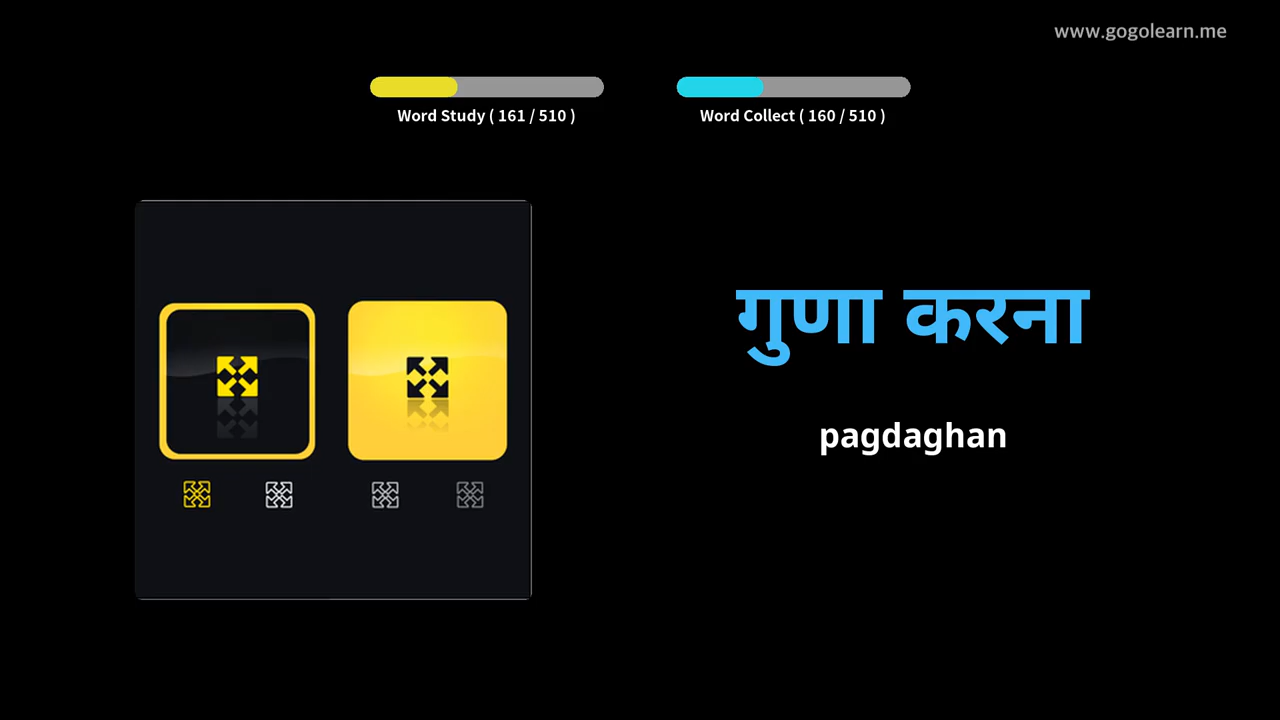 www.gogolearn.me
Word Study ( 161 / 510 )
Word Collect ( 160 / 510 )
गुणा करना
pagdaghan